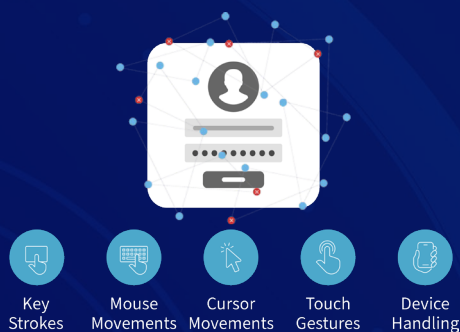 Key
Strokes
Mouse
Movements
Cursor
Movements
Touch
Gestures
Device
Handling